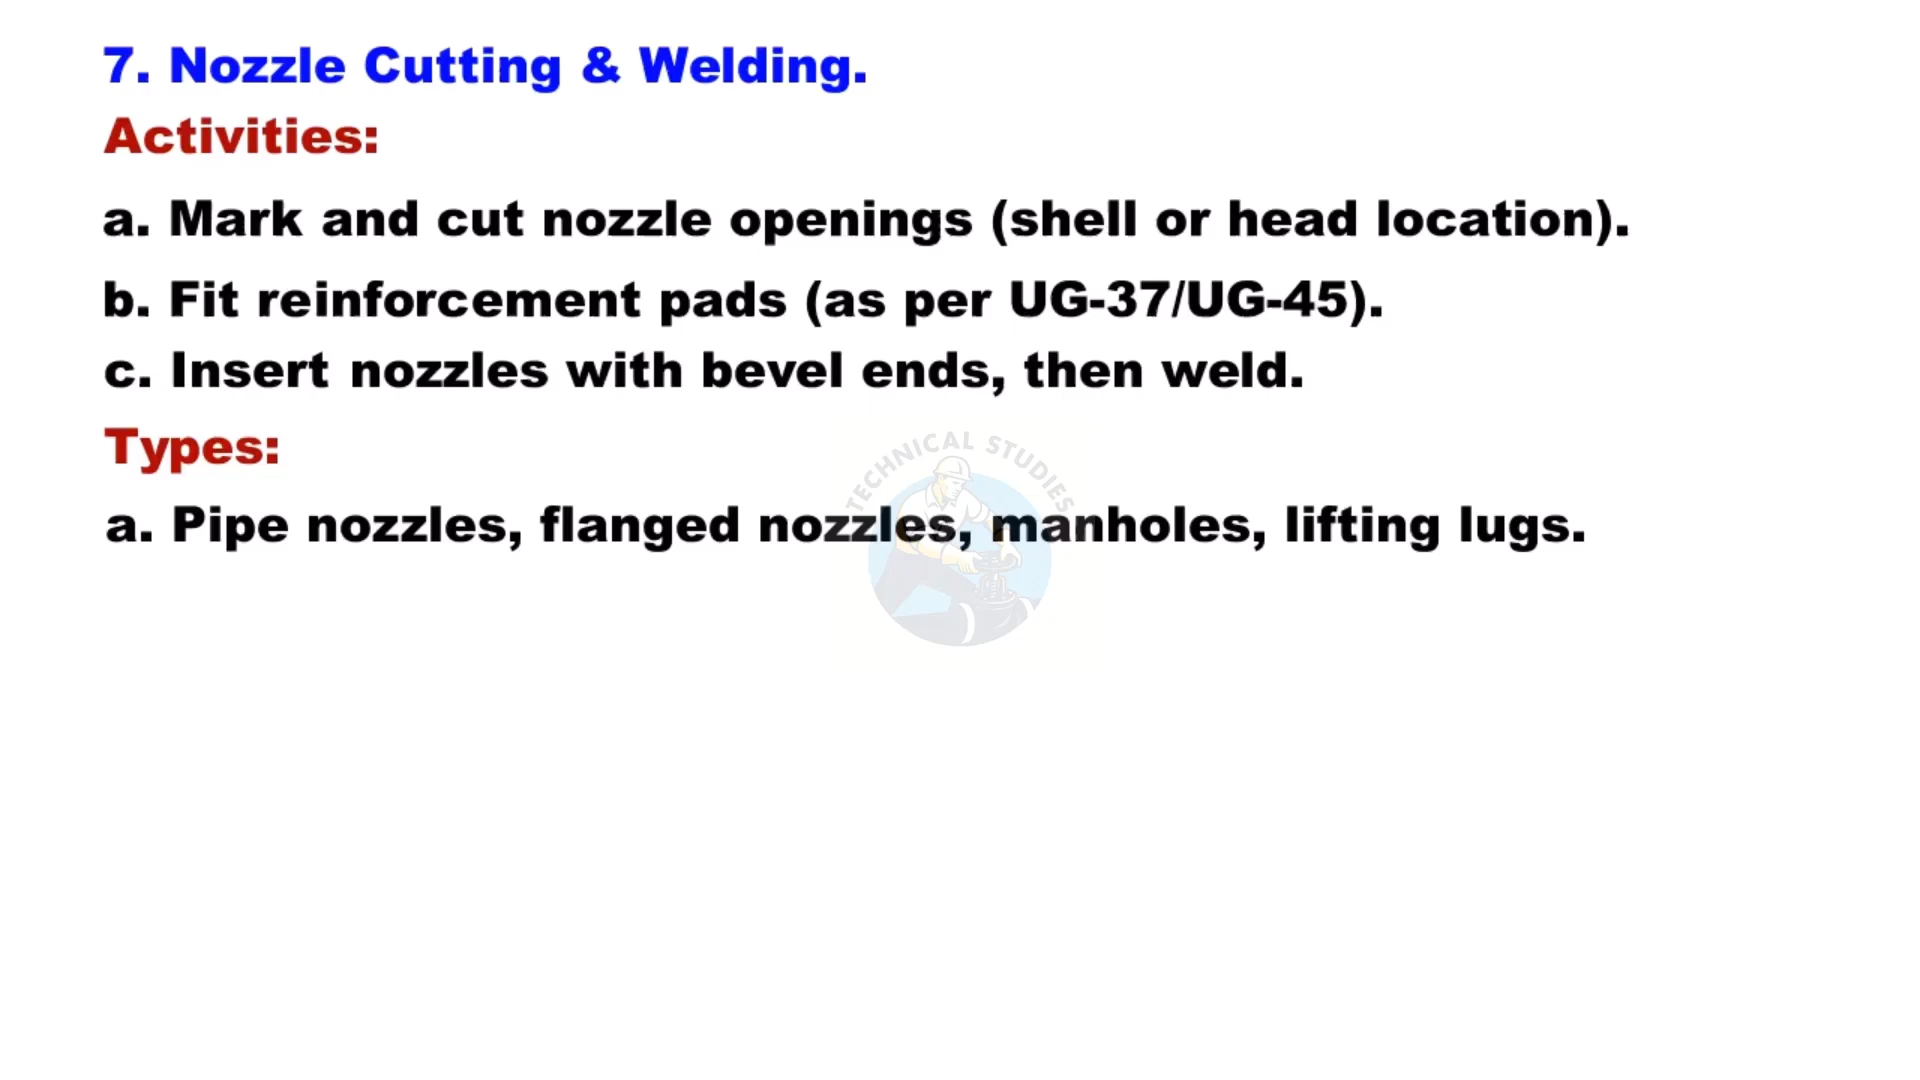 7. Nozzle Cutting & Welding.
Activities:
a. Mark and cut nozzle openings (shell or head location).
b. Fit reinforcement pads (as per UG-37/UG-45).
c. Insert nozzles with bevel ends, then weld.
Types:
TECHNICAL STUDIES
a. Pipe nozzles, flanged nozzles, manholes, lifting lugs.